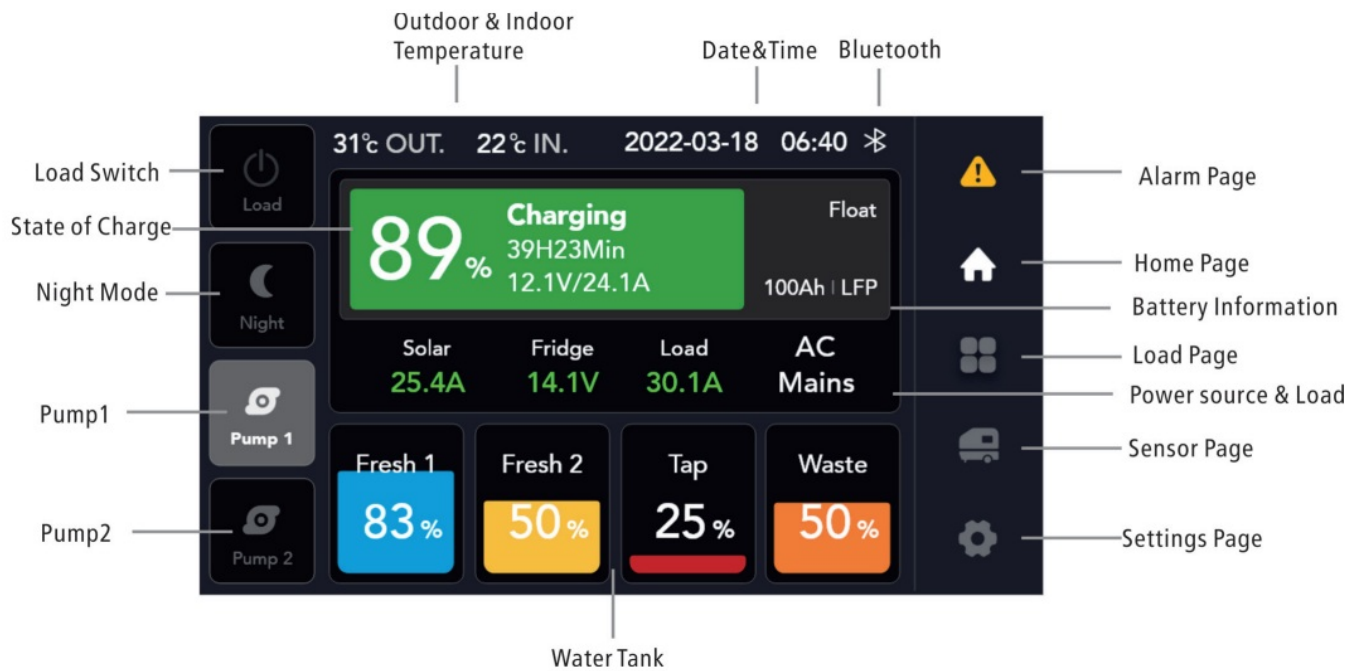 Outdoor & Indoor
Temperature
Date&Time
Bluetooth
31°c OUT.
22°c IN.
2022-03-18
06:40
Load Switch
Load
State of Charge
89%
Charging
39H23Min
12.1V/24.1A
Float
100Ah | LFP
Night Mode
Night
Solar
25.4A
Fridge
14.1V
Load
30.1A
AC
Mains
Pump1
Pump 1
Pump2
Pump 2
Fresh 1
83%
Fresh 2
50%
Tap
25%
Waste
50%
Alarm Page
Home Page
Battery Information
Load Page
Power source & Load
Sensor Page
Settings Page
Water Tank